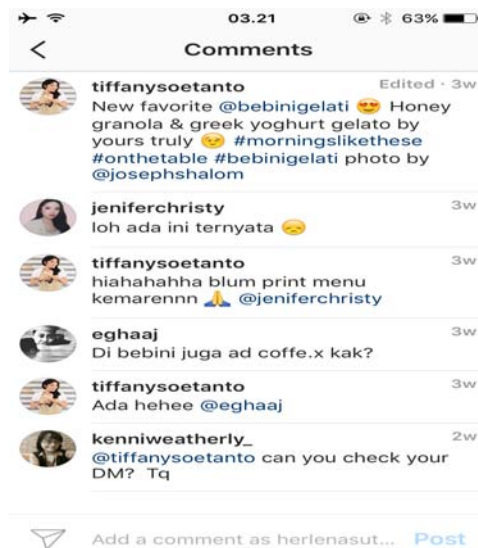 03.21
63%
Comments
tiffanysoetanto
Edited · 3w
New favorite @bebinigelati 😍 Honey
granola & greek yoghurt gelato by
yours truly 😉 #morningslikethese
#onthetable #bebinigelati photo by
@josephshalom
jeniferchristy
3w
loh ada ini ternyata 😞
tiffanysoetanto
3w
hiahahahha blum print menu
kemarennn 🙏 @jeniferchristy
eghaaj
3w
Di bebini juga ad coffe.x kak?
tiffanysoetanto
3w
Ada hehee @eghaaj
kenniweatherly_
2w
@tiffanysoetanto can you check your
DM? Tq
Add a comment as herlenasut...
Post